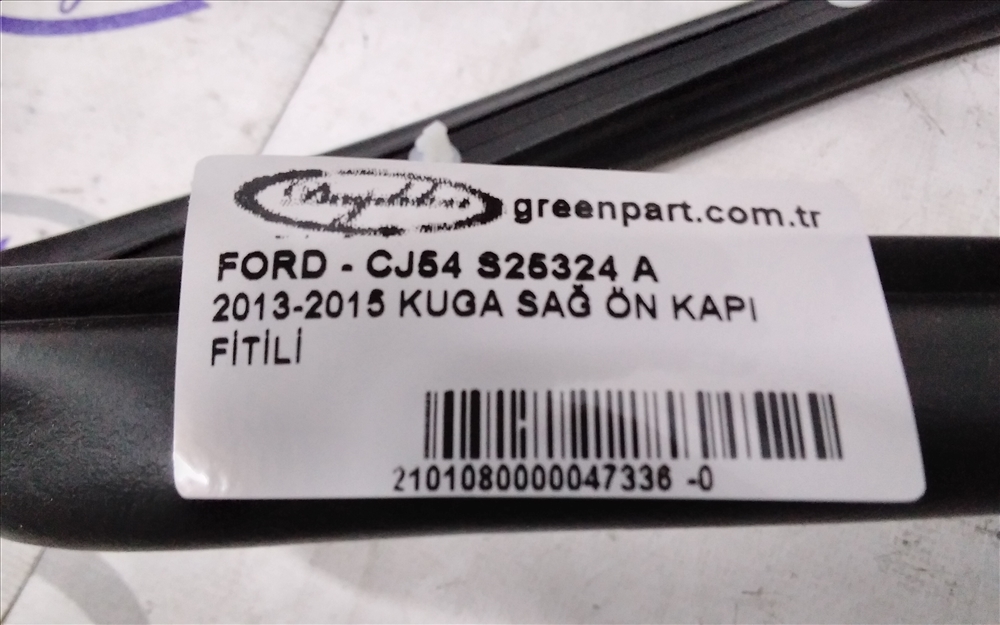 greenpart.com.tr
FORD - CJ54 S25324 A
2013-2015 KUGA SAĞ ÖN KAPI
FİTİLİ
2101080000047336 -0